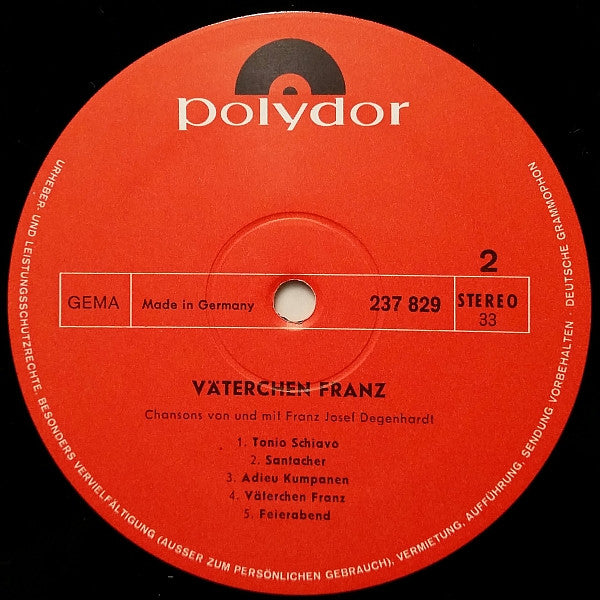 polydor
2
GEMA
Made in Germany
237 829
STEREO
33
VÄTERCHEN FRANZ
Chansons von und mit Franz Josef Degenhardt
1. Tonio Schiavo
2. Santacher
3. Adieu Kumpanen
4. Väterchen Franz
5. Feierabend
URHEBER- UND LEISTUNGSSCHUTZRECHTE. BESONDERS VERVIELFÄLTIGUNG (AUSSER ZUM PERSÖNLICHEN GEBRAUCH), VERMIETUNG, AUFFÜHRUNG, SENDUNG VORBEHALTEN · DEUTSCHE GRAMMOPHON